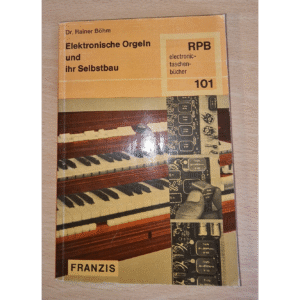 Dr. Rainer Böhm
Elektronische Orgeln
und
ihr Selbstbau
RPB
electronic-
taschen-
bücher
101
FRANZIS